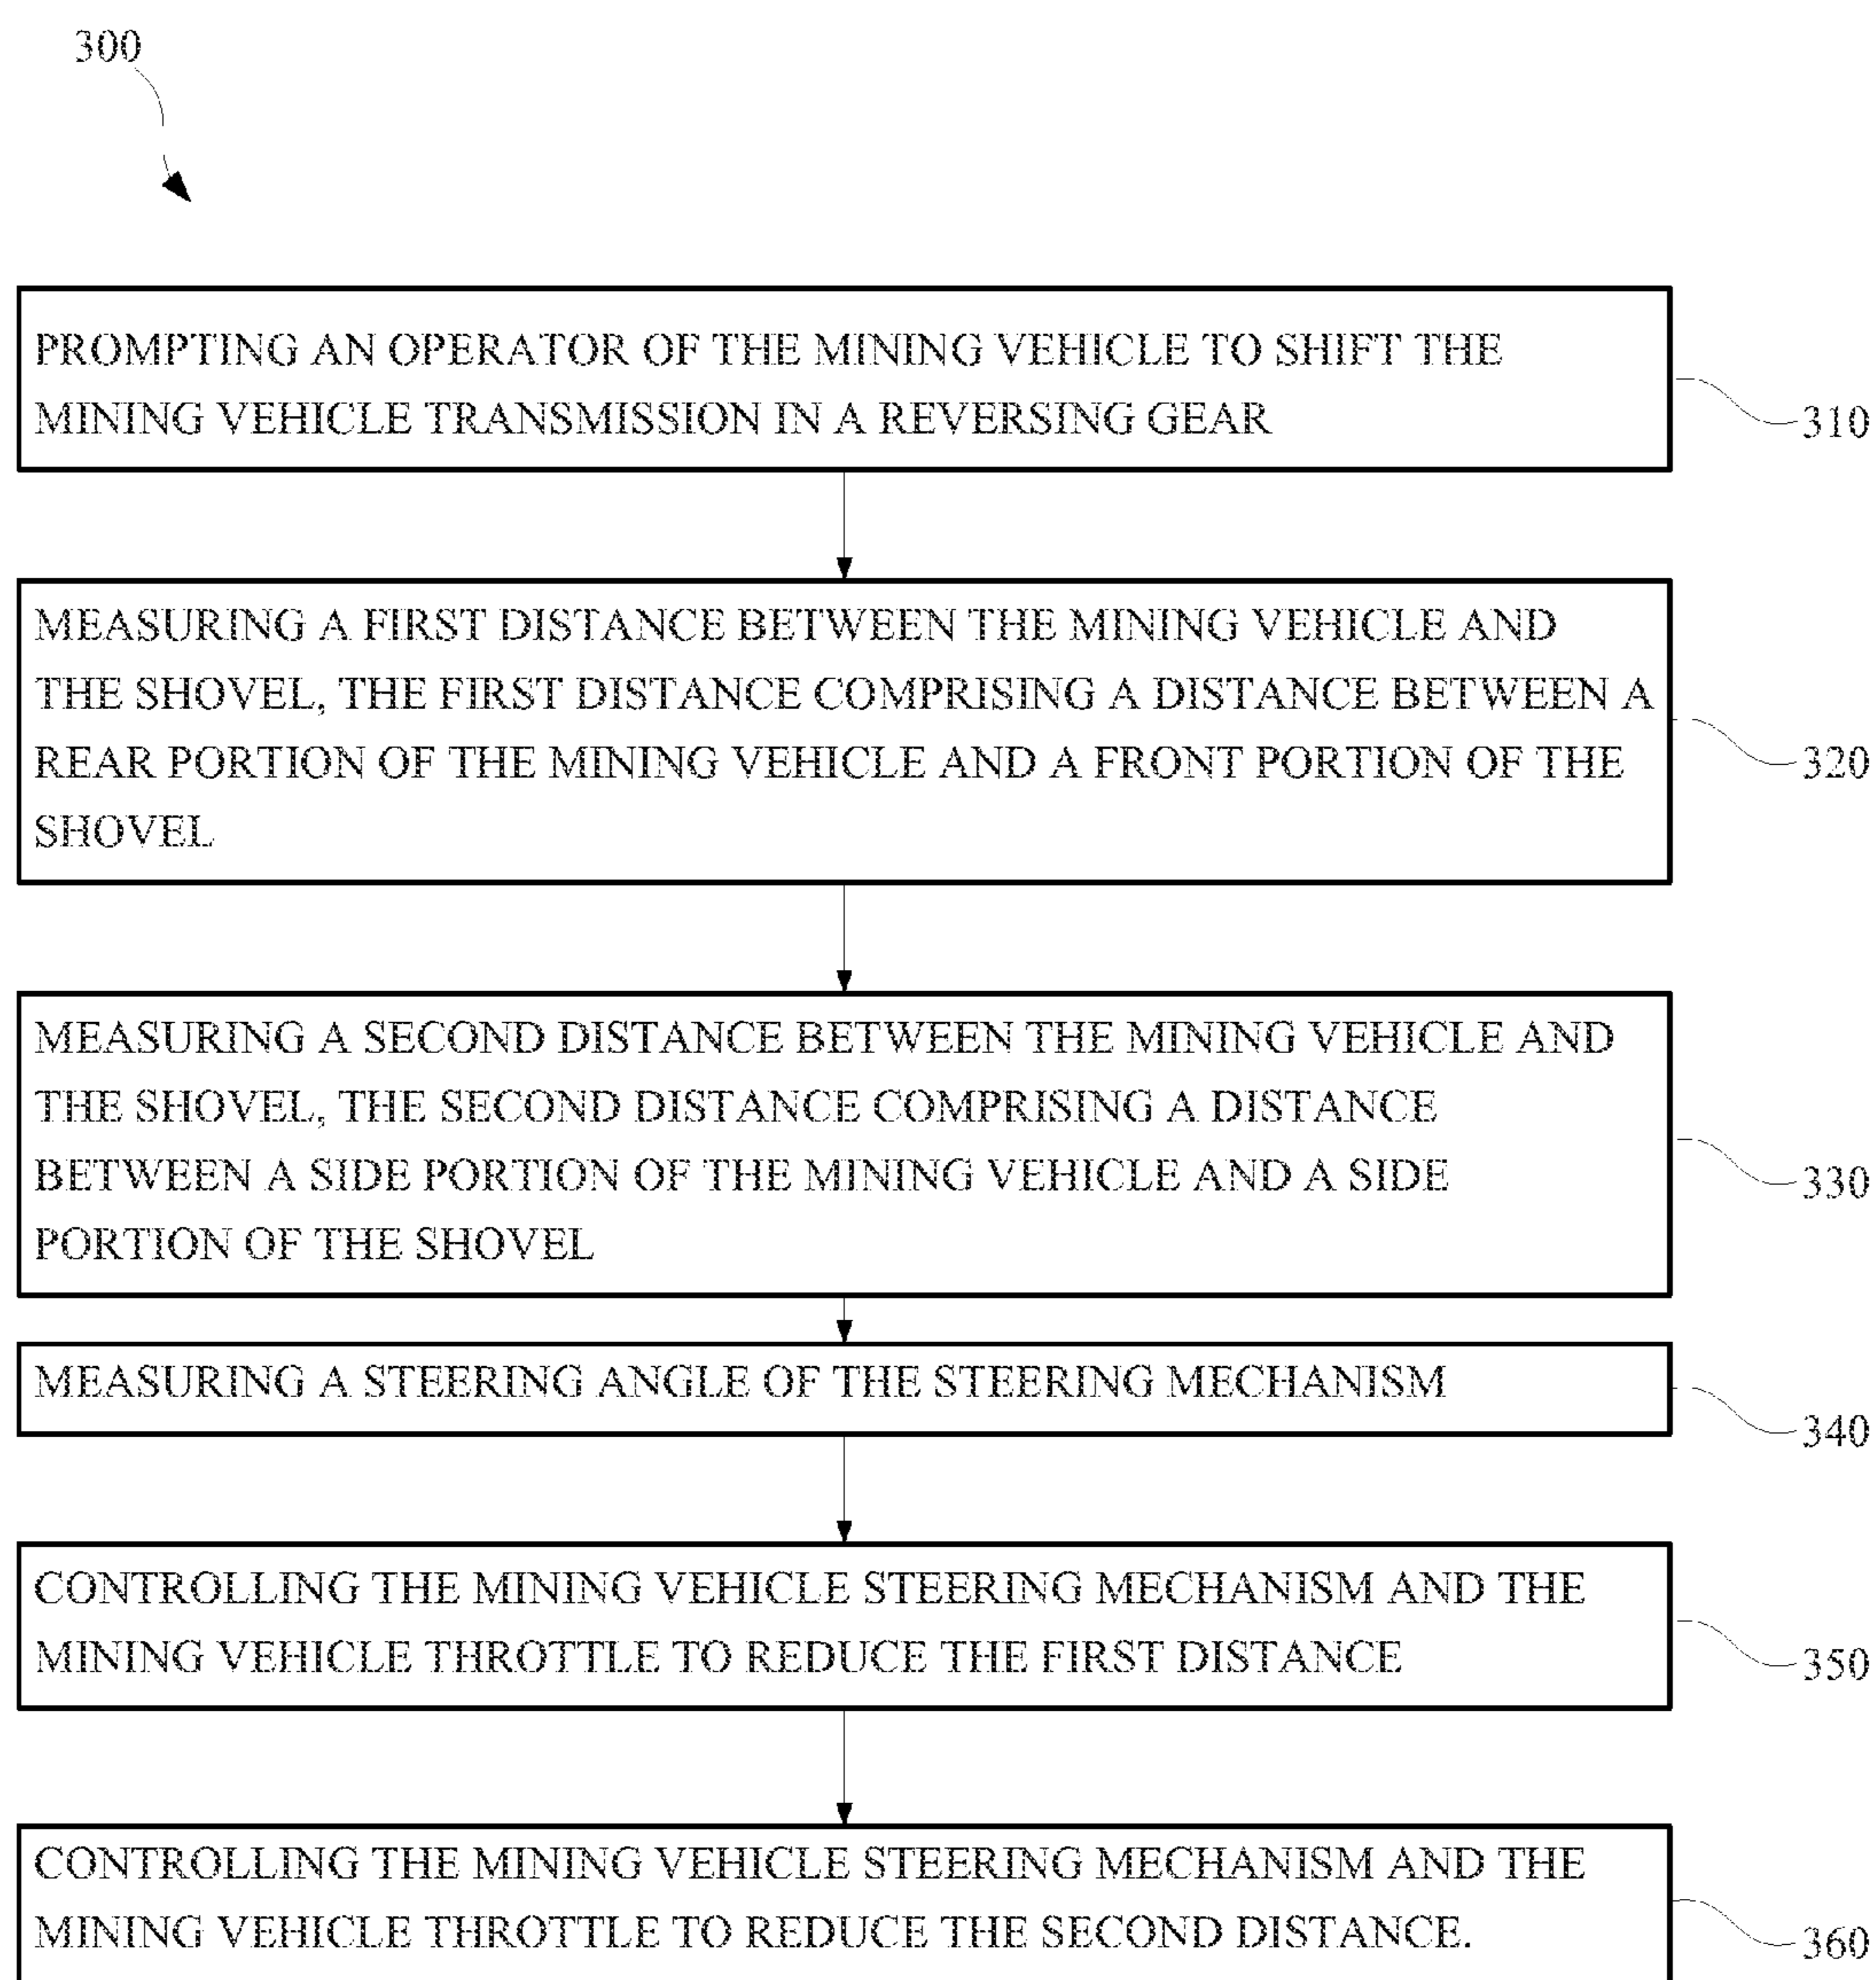 300
PROMPTING AN OPERATOR OF THE MINING VEHICLE TO SHIFT THE
MINING VEHICLE TRANSMISSION IN A REVERSING GEAR
310
MEASURING A FIRST DISTANCE BETWEEN THE MINING VEHICLE AND
THE SHOVEL, THE FIRST DISTANCE COMPRISING A DISTANCE BETWEEN A
REAR PORTION OF THE MINING VEHICLE AND A FRONT PORTION OF THE
SHOVEL
320
MEASURING A SECOND DISTANCE BETWEEN THE MINING VEHICLE AND
THE SHOVEL, THE SECOND DISTANCE COMPRISING A DISTANCE
BETWEEN A SIDE PORTION OF THE MINING VEHICLE AND A SIDE
PORTION OF THE SHOVEL
330
MEASURING A STEERING ANGLE OF THE STEERING MECHANISM
340
CONTROLLING THE MINING VEHICLE STEERING MECHANISM AND THE
MINING VEHICLE THROTTLE TO REDUCE THE FIRST DISTANCE
350
CONTROLLING THE MINING VEHICLE STEERING MECHANISM AND THE
MINING VEHICLE THROTTLE TO REDUCE THE SECOND DISTANCE.
360